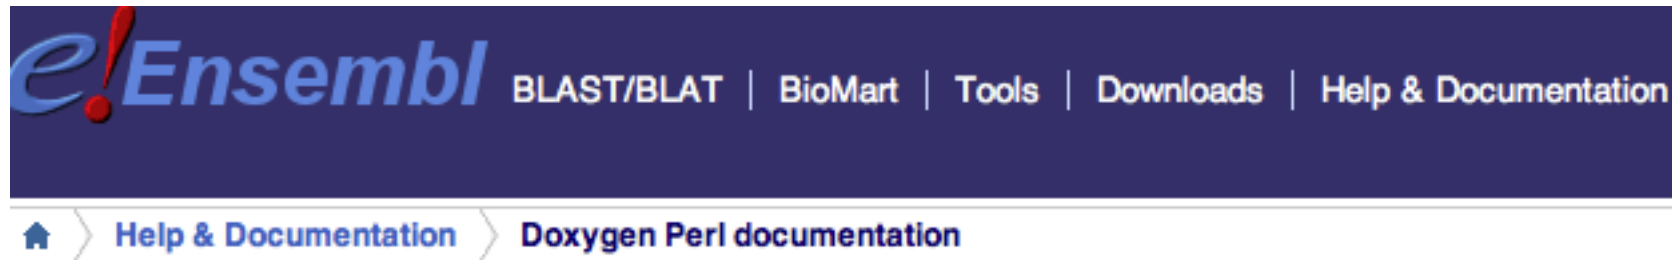 e!Ensembl BLAST/BLAT | BioMart | Tools | Downloads | Help & Documentation
Help & Documentation Doxygen Perl documentation